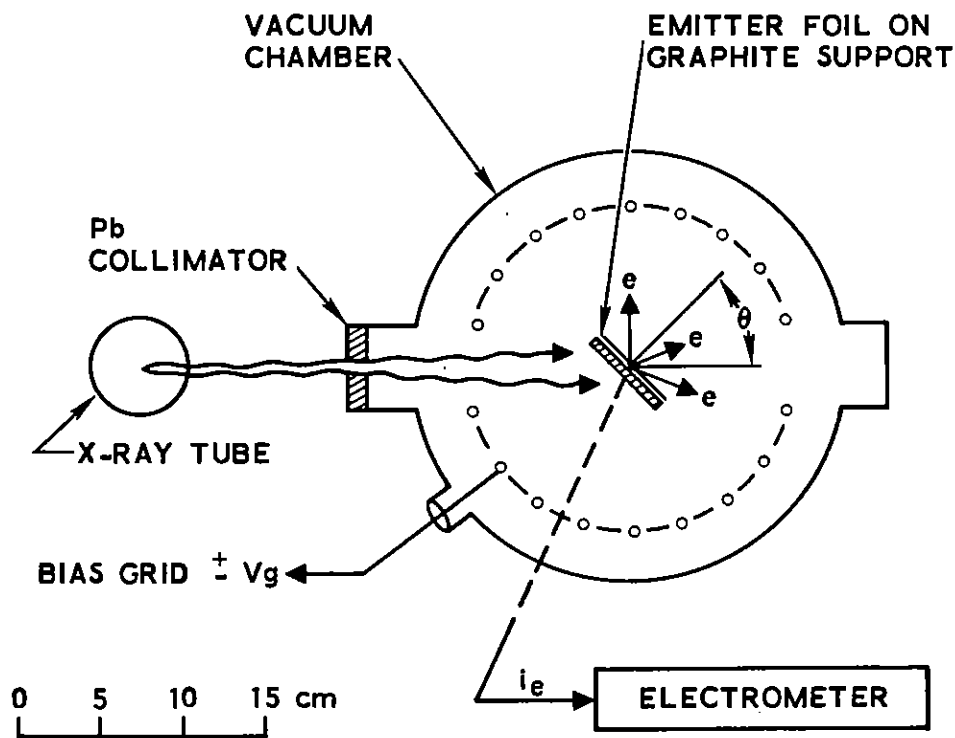 VACUUM
CHAMBER
EMITTER FOIL ON
GRAPHITE SUPPORT
Pb
COLLIMATOR
e
θ
e
e
X-RAY TUBE
BIAS GRID ± Vg
ie
ELECTROMETER
0 5 10 15 cm